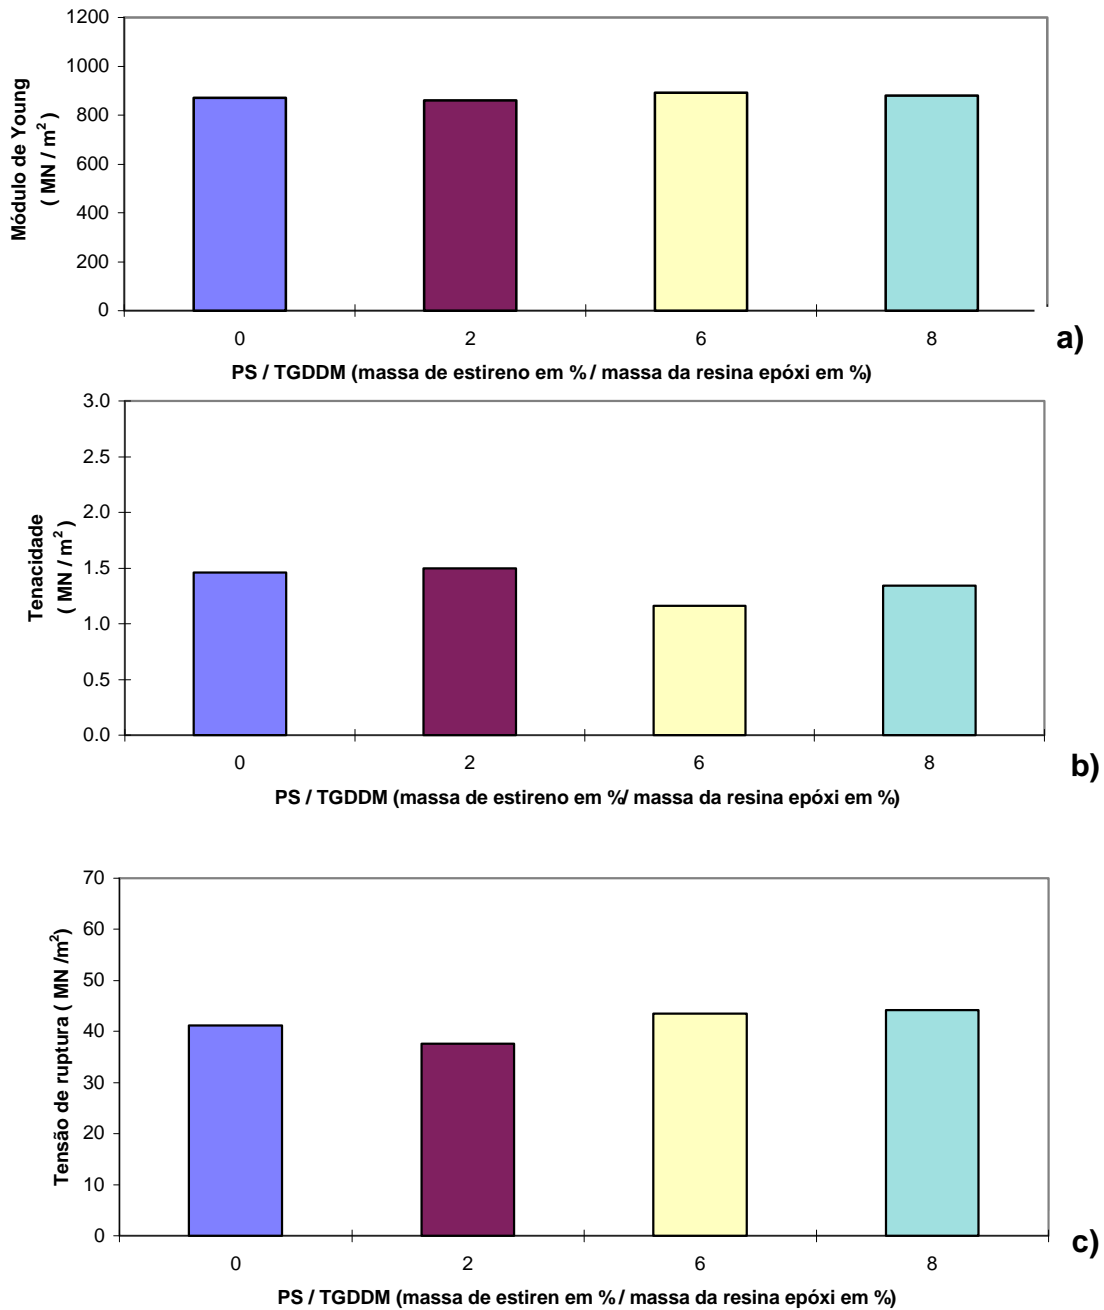 1200
1000
800
600
400
200
0
Módulo de Young
( MN / m²)
0 2 6 8
a)
PS / TGDDM (massa de estireno em % / massa da resina epóxi em %)
3.0
2.5
2.0
1.5
1.0
0.5
0.0
Tenacidade
( MN / m²)
0 2 6 8
b)
PS / TGDDM (massa de estireno em %/ massa da resina epóxi em %)
70
60
50
40
30
20
10
0
Tensão de ruptura ( MN /m²)
0 2 6 8
c)
PS / TGDDM (massa de estiren em % / massa da resina epóxi em %)